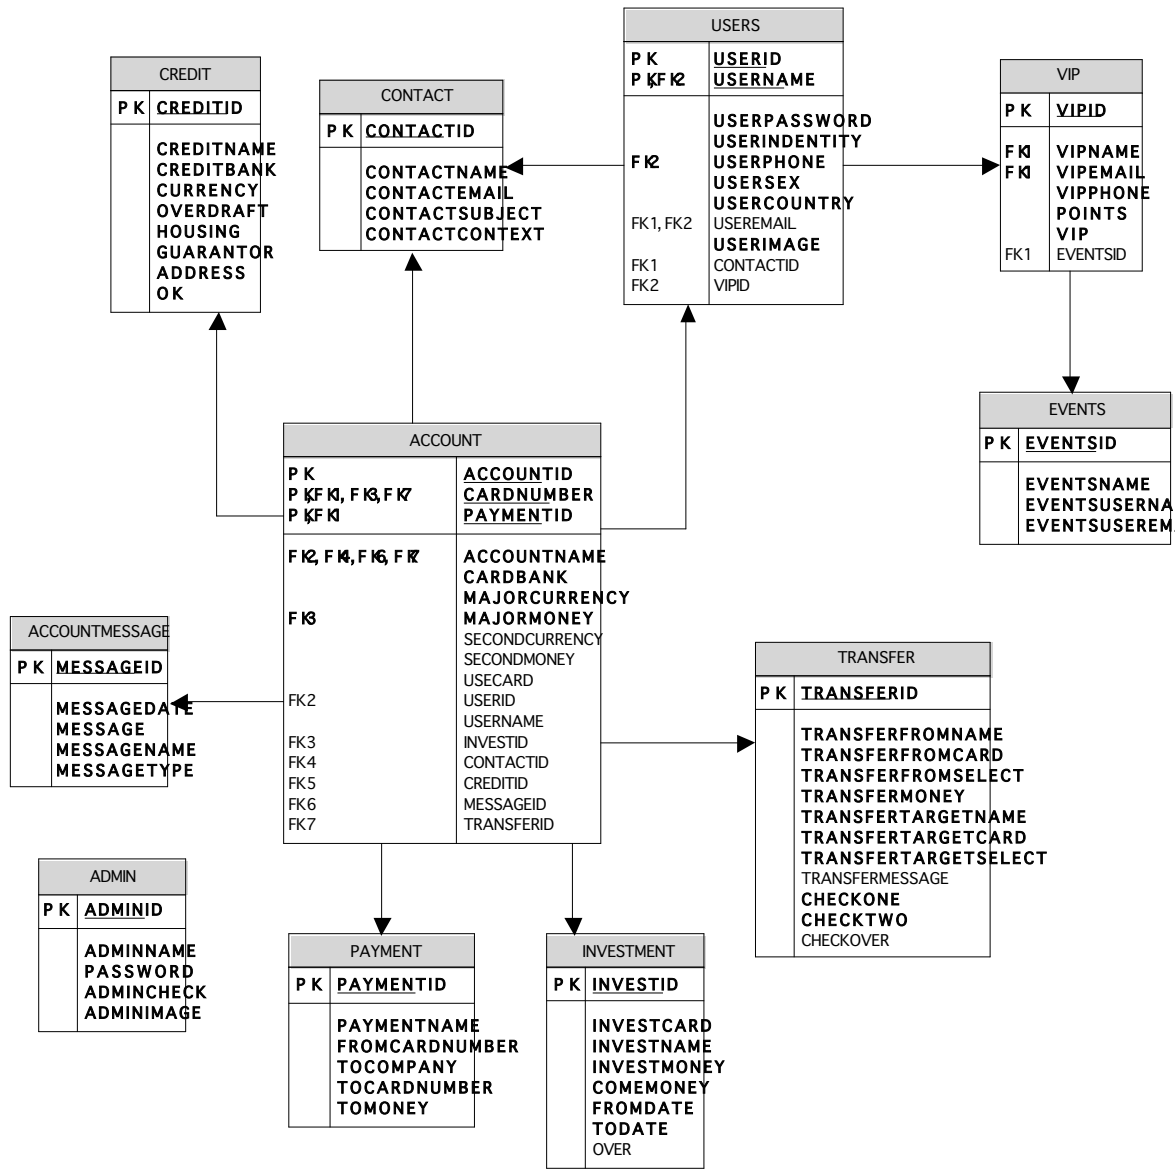 USERS
PK USERID
PK,FK2 USERNAME
USERPASSWORD
USERINDENTITY
FK2 USERPHONE
USERSEX
USERCOUNTRY
FK1, FK2 USEREMAIL
USERIMAGE
FK1 CONTACTID
FK2 VIPID
CREDIT
PK CREDITID
CREDITNAME
CREDITBANK
CURRENCY
OVERDRAFT
HOUSING
GUARANTOR
ADDRESS
OK
CONTACT
PK CONTACTID
CONTACTNAME
CONTACTEMAIL
CONTACTSUBJECT
CONTACTCONTEXT
VIP
PK VIPID
FK1 VIPNAME
FK1 VIPEMAIL
VIPPHONE
POINTS
VIP
FK1 EVENTSID
EVENTS
PK EVENTSID
EVENTSNAME
EVENTSUSERNA
EVENTSUSEREM
ACCOUNT
PK ACCOUNTID
PK,FK1, FK3, FK7 CARDNUMBER
PK,FK1 PAYMENTID
FK2, FK4, FK6, FK7 ACCOUNTNAME
CARDBANK
MAJORCURRENCY
FK3 MAJORMONEY
SECONDCURRENCY
SECONDMONEY
USECARD
FK2 USERID
USERNAME
FK3 INVESTID
FK4 CONTACTID
FK5 CREDITID
FK6 MESSAGEID
FK7 TRANSFERID
ACCOUNTMESSAGE
PK MESSAGEID
MESSAGEDATE
MESSAGE
MESSAGENAME
MESSAGETYPE
TRANSFER
PK TRANSFERID
TRANSFERFROMNAME
TRANSFERFROMCARD
TRANSFERFROMSELECT
TRANSFERMONEY
TRANSFERTARGETNAME
TRANSFERTARGETCARD
TRANSFERTARGETSELECT
TRANSFERMESSAGE
CHECKONE
CHECKTWO
CHECKOVER
ADMIN
PK ADMINID
ADMINNAME
PASSWORD
ADMINCHECK
ADMINIMAGE
PAYMENT
PK PAYMENTID
PAYMENTNAME
FROMCARDNUMBER
TOCOMPANY
TOCARDNUMBER
TOMONEY
INVESTMENT
PK INVESTID
INVESTCARD
INVESTNAME
INVESTMONEY
COMEMONEY
FROMDATE
TODATE
OVER